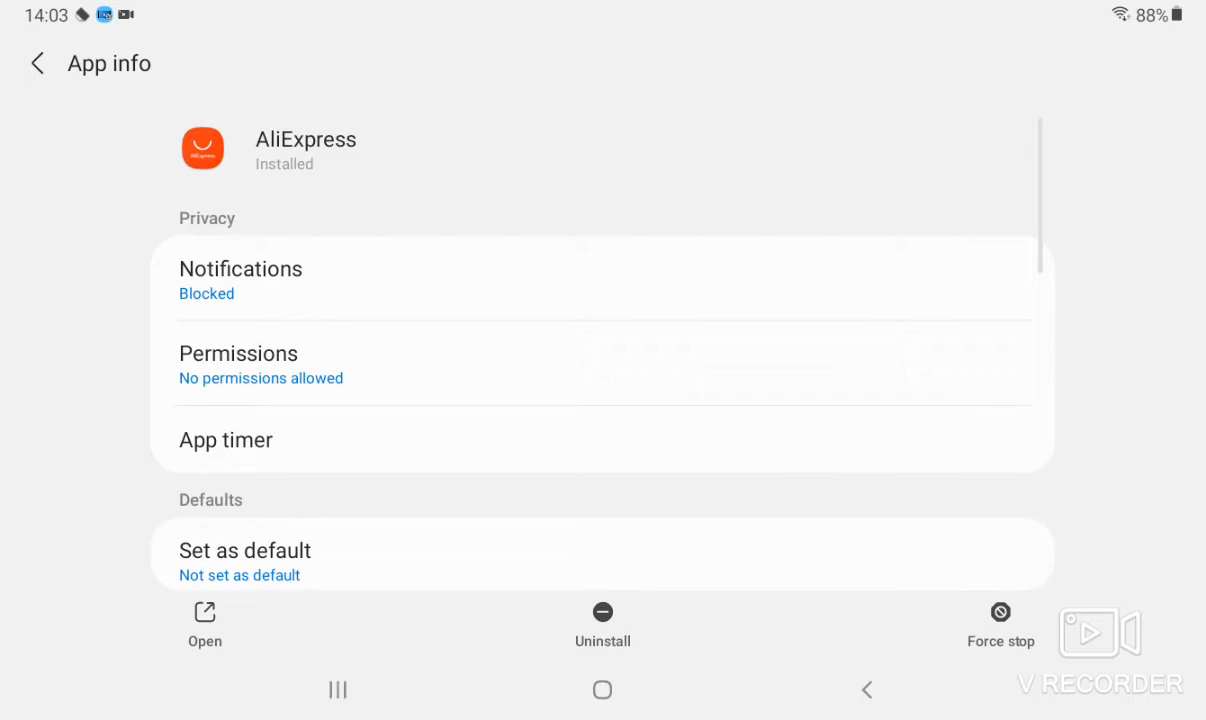 14:03
88%
App info
AliExpress
Installed
Privacy
Notifications
Blocked
Permissions
No permissions allowed
App timer
Defaults
Set as default
Not set as default
Open
Uninstall
Force stop
V RECORDER